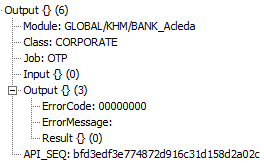 Output {} (6)
Module: GLOBAL/KHM/BANK_Acleda
Class: CORPORATE
Job: OTP
Input {} (0)
Output {} (3)
ErrorCode: 00000000
ErrorMessage:
Result {} (0)
API_SEQ: bfd3edf3e774872d916c31d158d2a02c